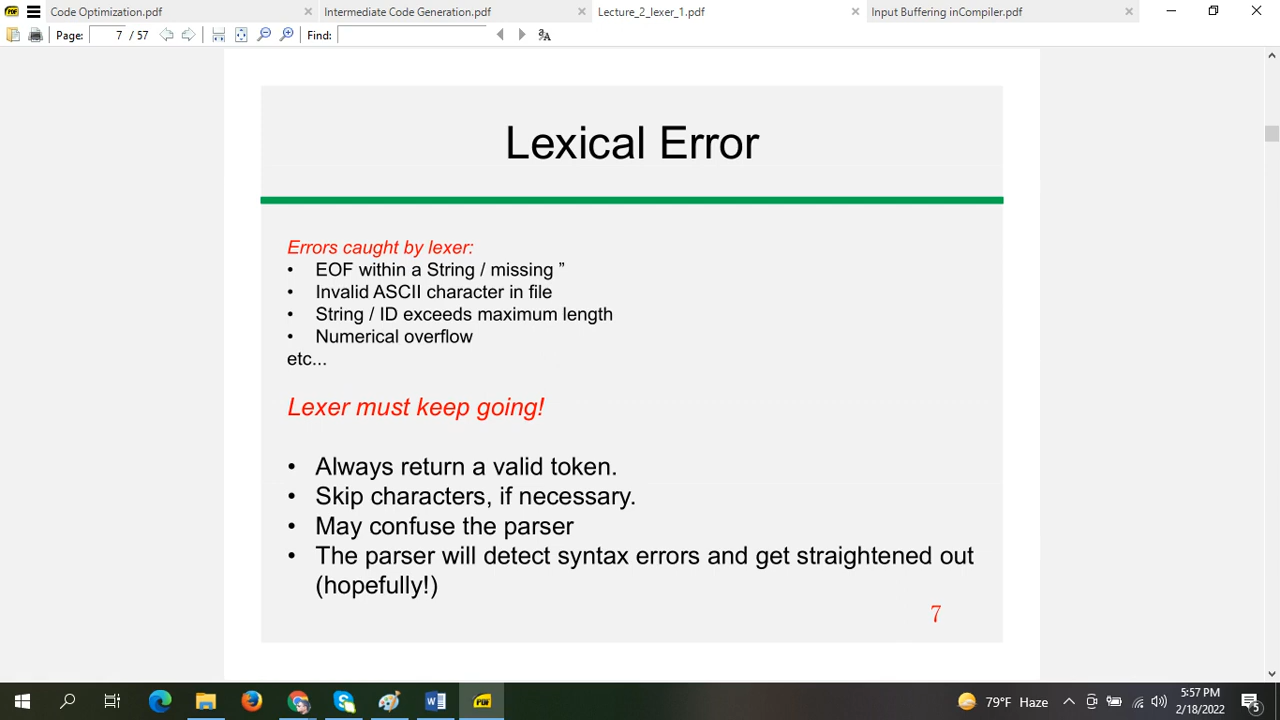 Code Optimization.pdf
Intermediate Code Generation.pdf
Lecture_2_lexer_1.pdf
Input Buffering inCompiler.pdf
Page: 7 / 57
Find:
Lexical Error
Errors caught by lexer:
• EOF within a String / missing ”
• Invalid ASCII character in file
• String / ID exceeds maximum length
• Numerical overflow
etc...
Lexer must keep going!
• Always return a valid token.
• Skip characters, if necessary.
• May confuse the parser
• The parser will detect syntax errors and get straightened out
(hopefully!)
7
79°F Haze
5:57 PM
2/18/2022
5